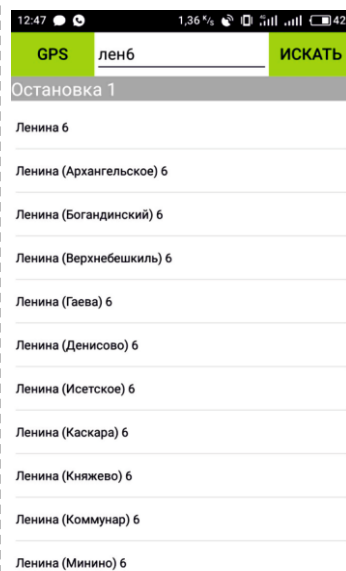 12:47 1,36 K/s 42
GPS лен6 ИСКАТЬ
Остановка 1
Ленина 6
Ленина (Архангельское) 6
Ленина (Богандинский) 6
Ленина (Верхнебешкиль) 6
Ленина (Гаева) 6
Ленина (Денисово) 6
Ленина (Исетское) 6
Ленина (Каскара) 6
Ленина (Княжево) 6
Ленина (Коммунар) 6
Ленина (Минино) 6